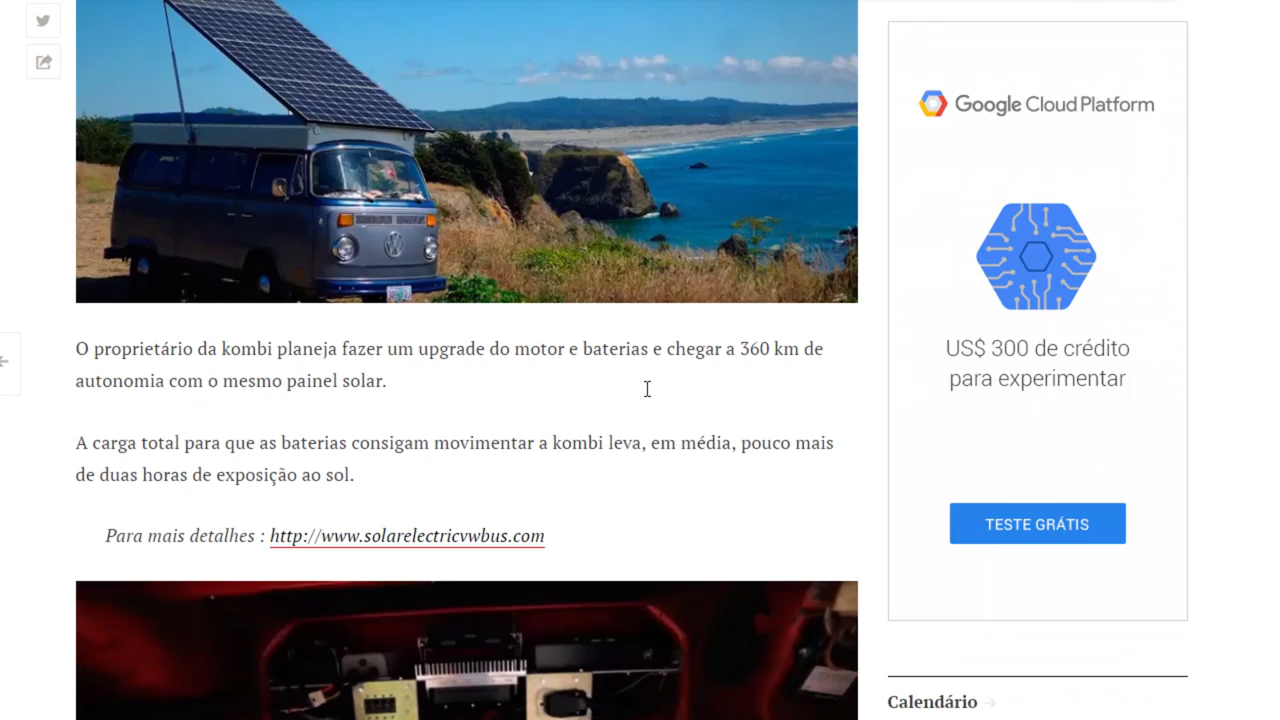 O proprietário da kombi planeja fazer um upgrade do motor e baterias e chegar a 360 km de
autonomia com o mesmo painel solar.
A carga total para que as baterias consigam movimentar a kombi leva, em média, pouco mais
de duas horas de exposição ao sol.
Para mais detalhes : http://www.solarelectricvwbus.com
Google Cloud Platform
US$ 300 de crédito
para experimentar
TESTE GRÁTIS
Calendário